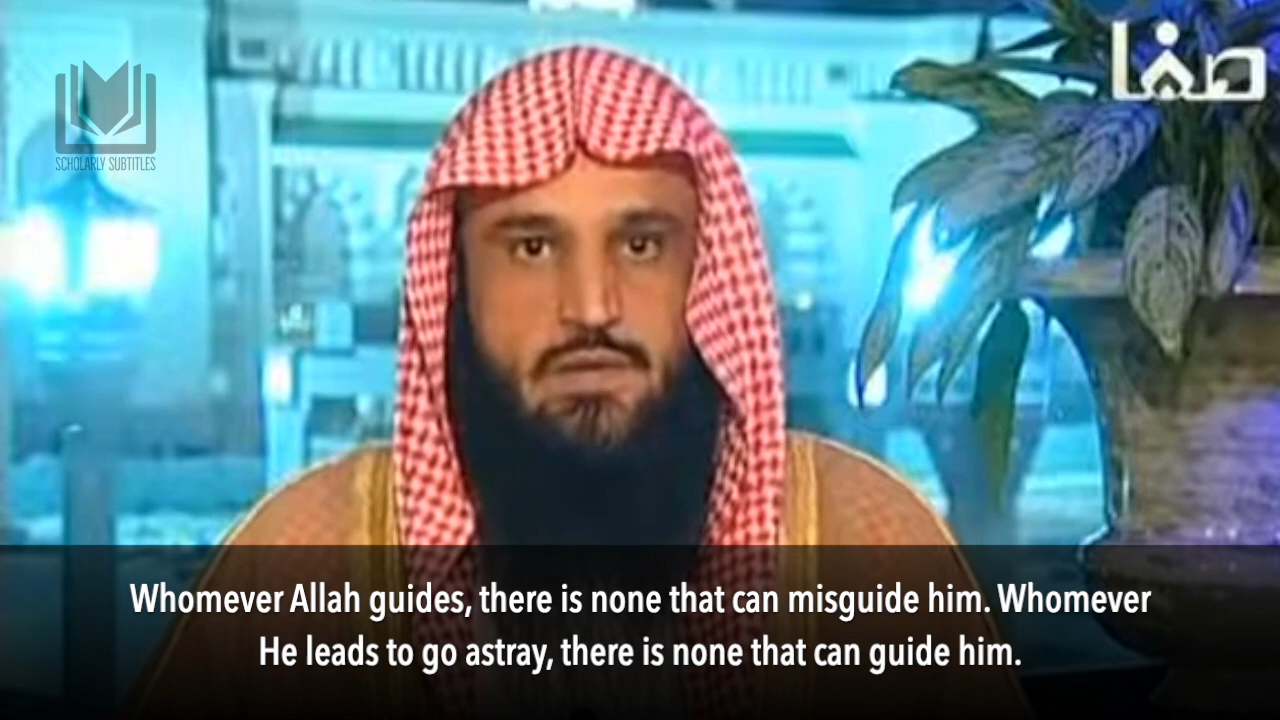 صفا
SCHOLARLY SUBTITLES
Whomever Allah guides, there is none that can misguide him. Whomever
He leads to go astray, there is none that can guide him.